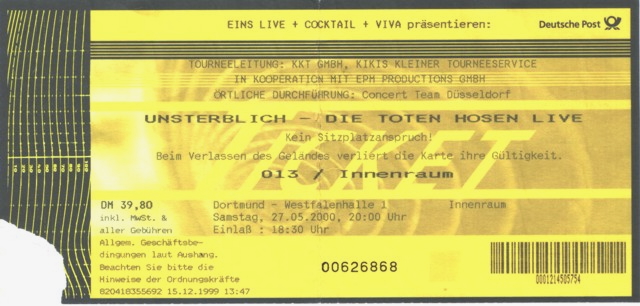 EINS LIVE + COCKTAIL + VIVA präsentieren:
Deutsche Post
TOURNEELEITUNG: KKT GMBH, KIKIS KLEINER TOURNEESERVICE
IN KOOPERATION MIT EPM PRODUCTIONS GMBH
ÖRTLICHE DURCHFÜHRUNG: Concert Team Düsseldorf
UNSTERBLICH - DIE TOTEN HOSEN LIVE
Kein Sitzplatzanspruch!
Beim Verlassen des Geländes verliert die Karte ihre Gültigkeit.
TICKET
013 / Innenraum
DM 39,80
inkl. MwSt. &
aller Gebühren
Dortmund - Westfalenhalle 1
Innenraum
Samstag, 27.05.2000, 20:00 Uhr
Einlaß : 18:30 Uhr
Allgem. Geschäftsbe-
dingungen laut Aushang.
Beachten Sie bitte die
Hinweise der Ordnungskräfte
00626868
0001214505754
820418355692 15.12.1999 13:47